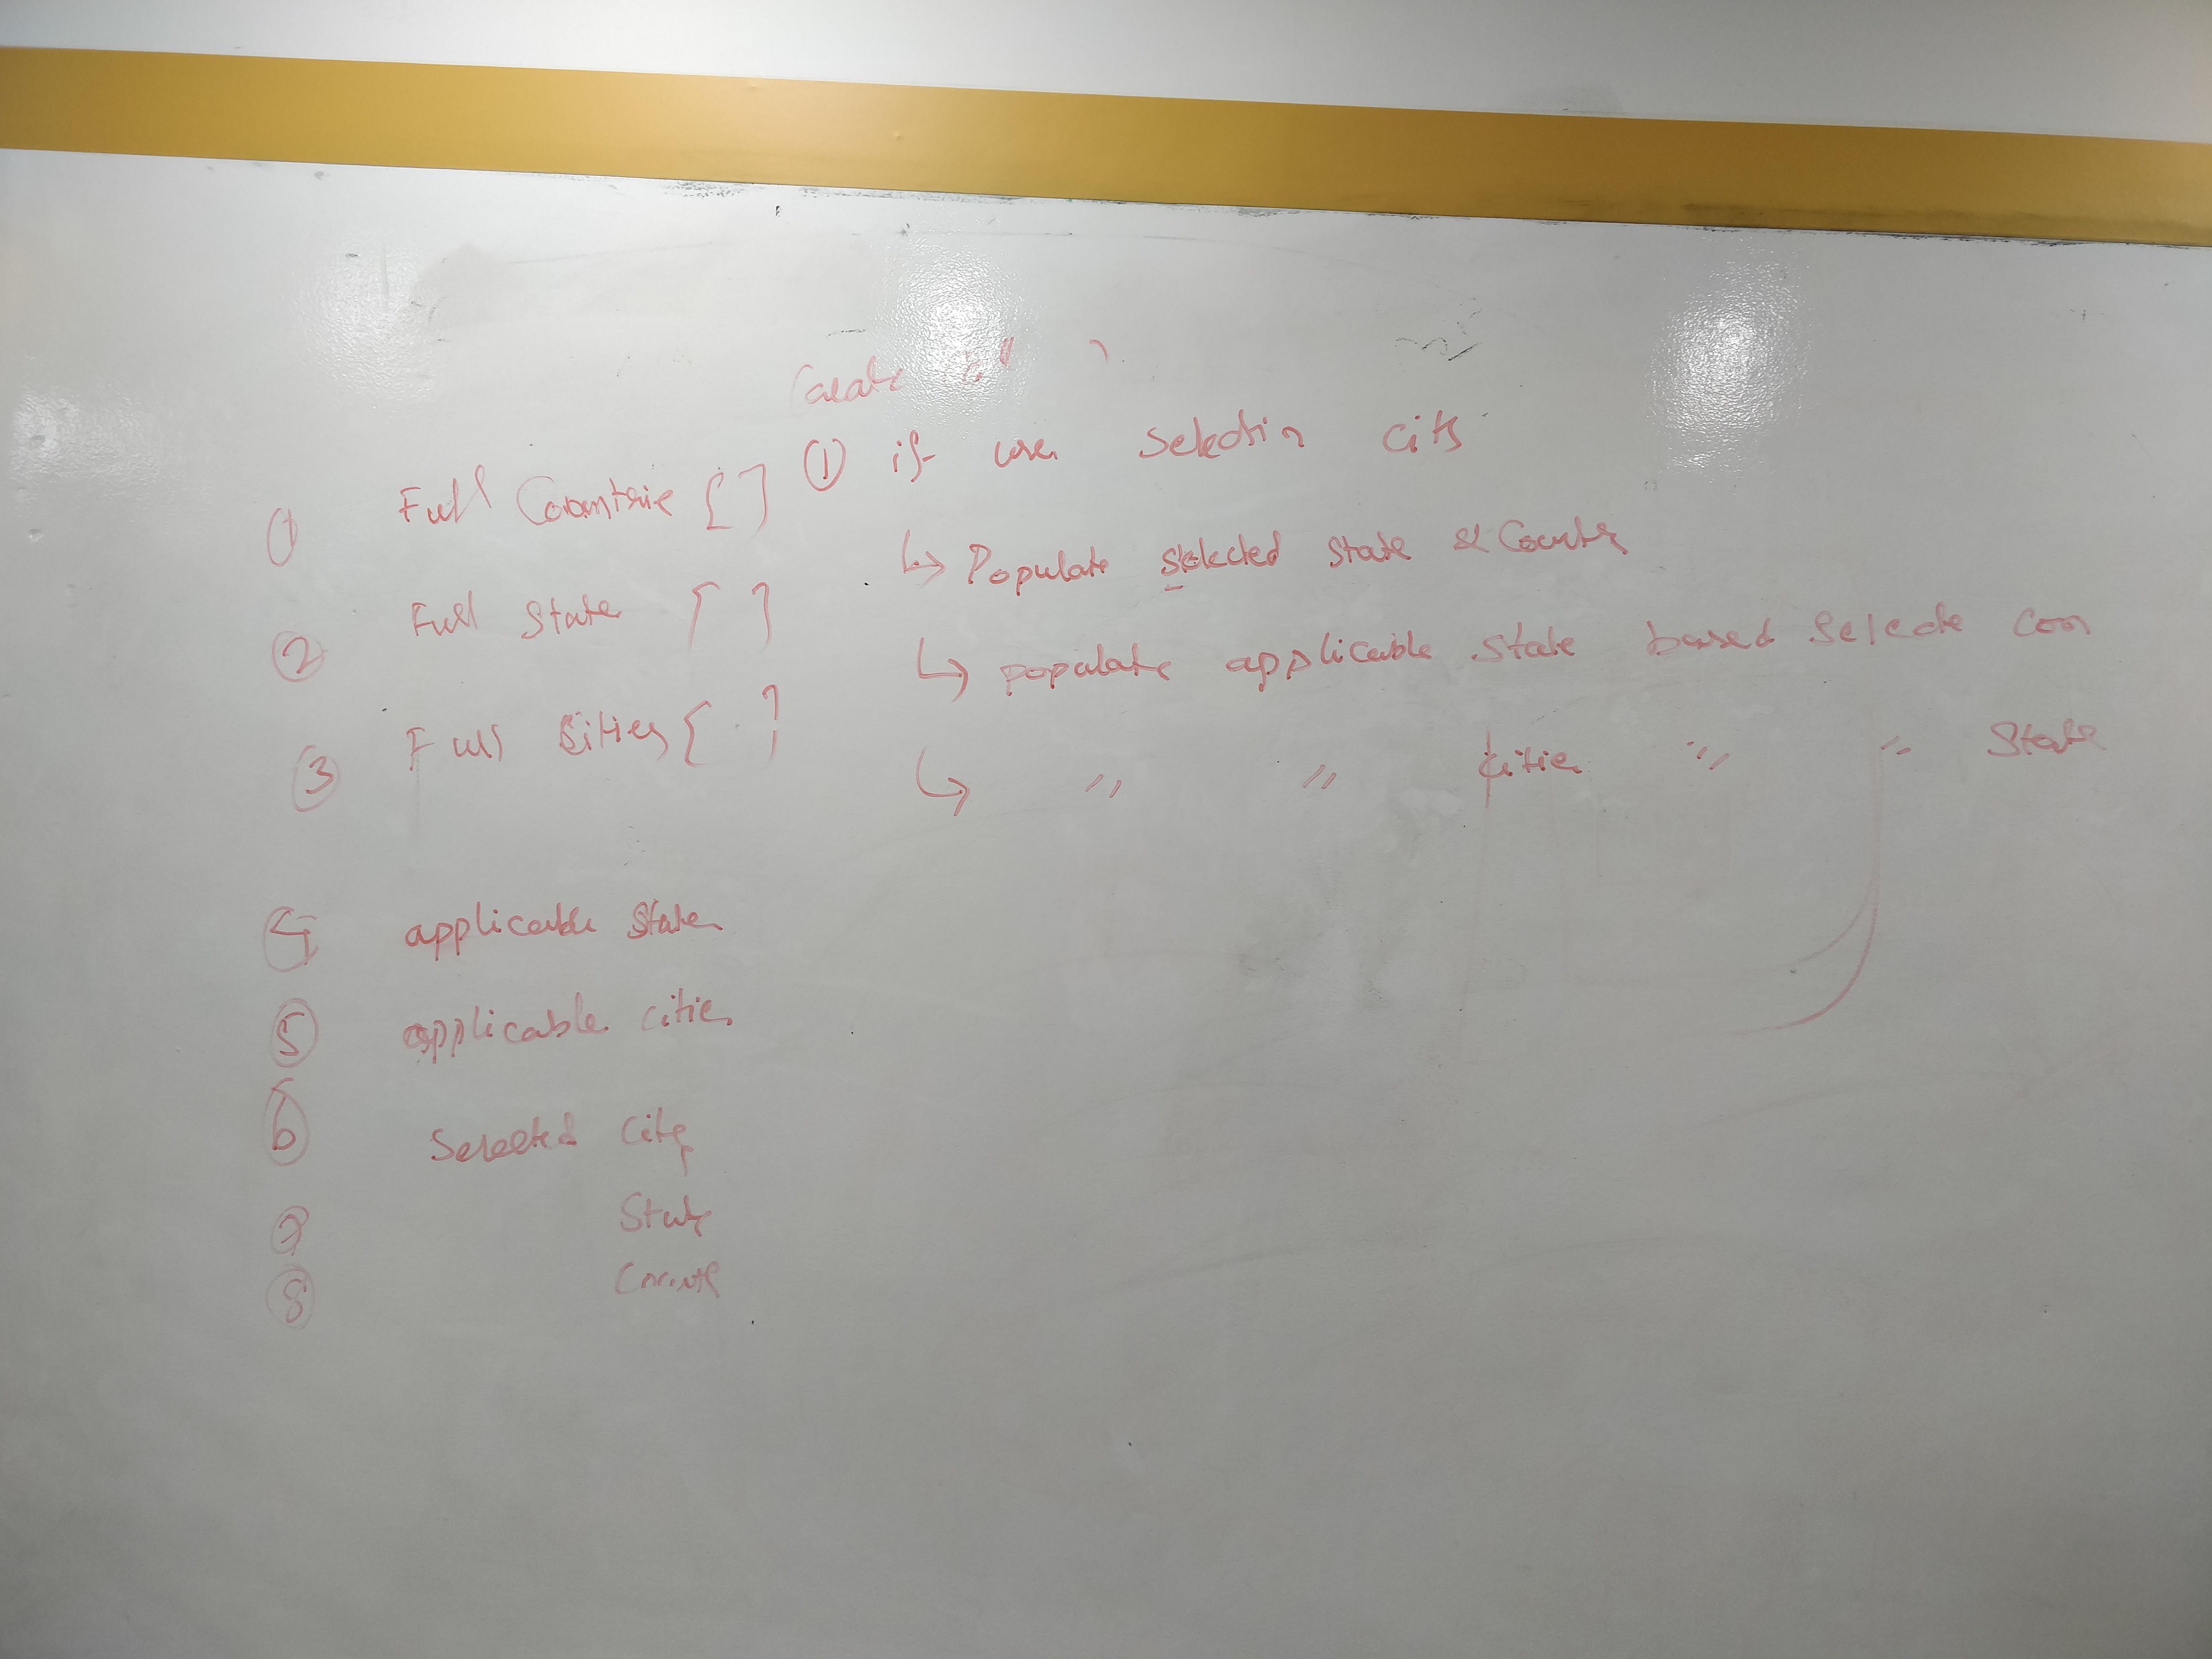 Create
① if user selection city
↳ Populate selected state & Country
↳ populate applicable state based selecte con
↳ " " Citie " " State
① Full Countrie []
② Full State []
③ Full Cities []
④ applicable State
⑤ applicable cities
⑥ Selected City
⑦ State
⑧ Country